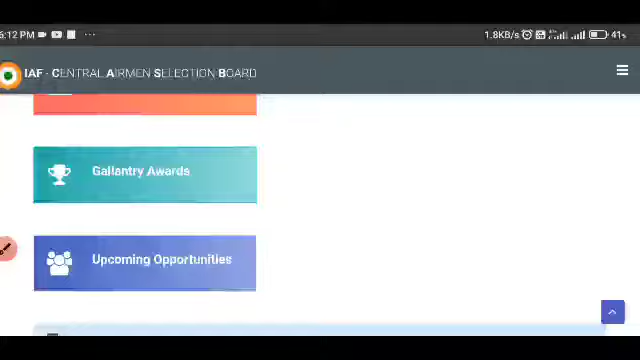 6:12 PM ... 1.8KB/s 41%
IAF - CENTRAL AIRMEN SELECTION BOARD
Gallantry Awards
Upcoming Opportunities